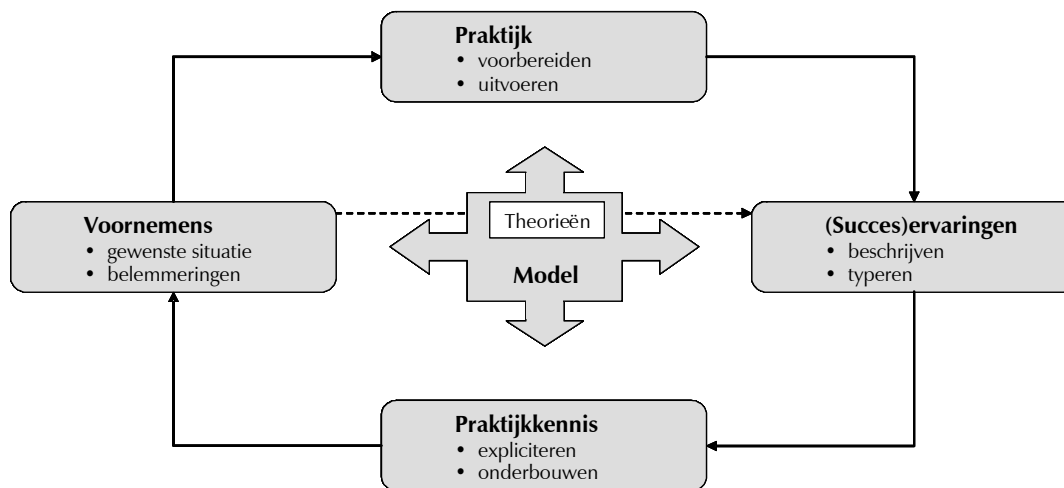 Praktijk
• voorbereiden
• uitvoeren
Voornemens
• gewenste situatie
• belemmeringen
Theorieën
Model
(Succes)ervaringen
• beschrijven
• typeren
Praktijkkennis
• expliciteren
• onderbouwen